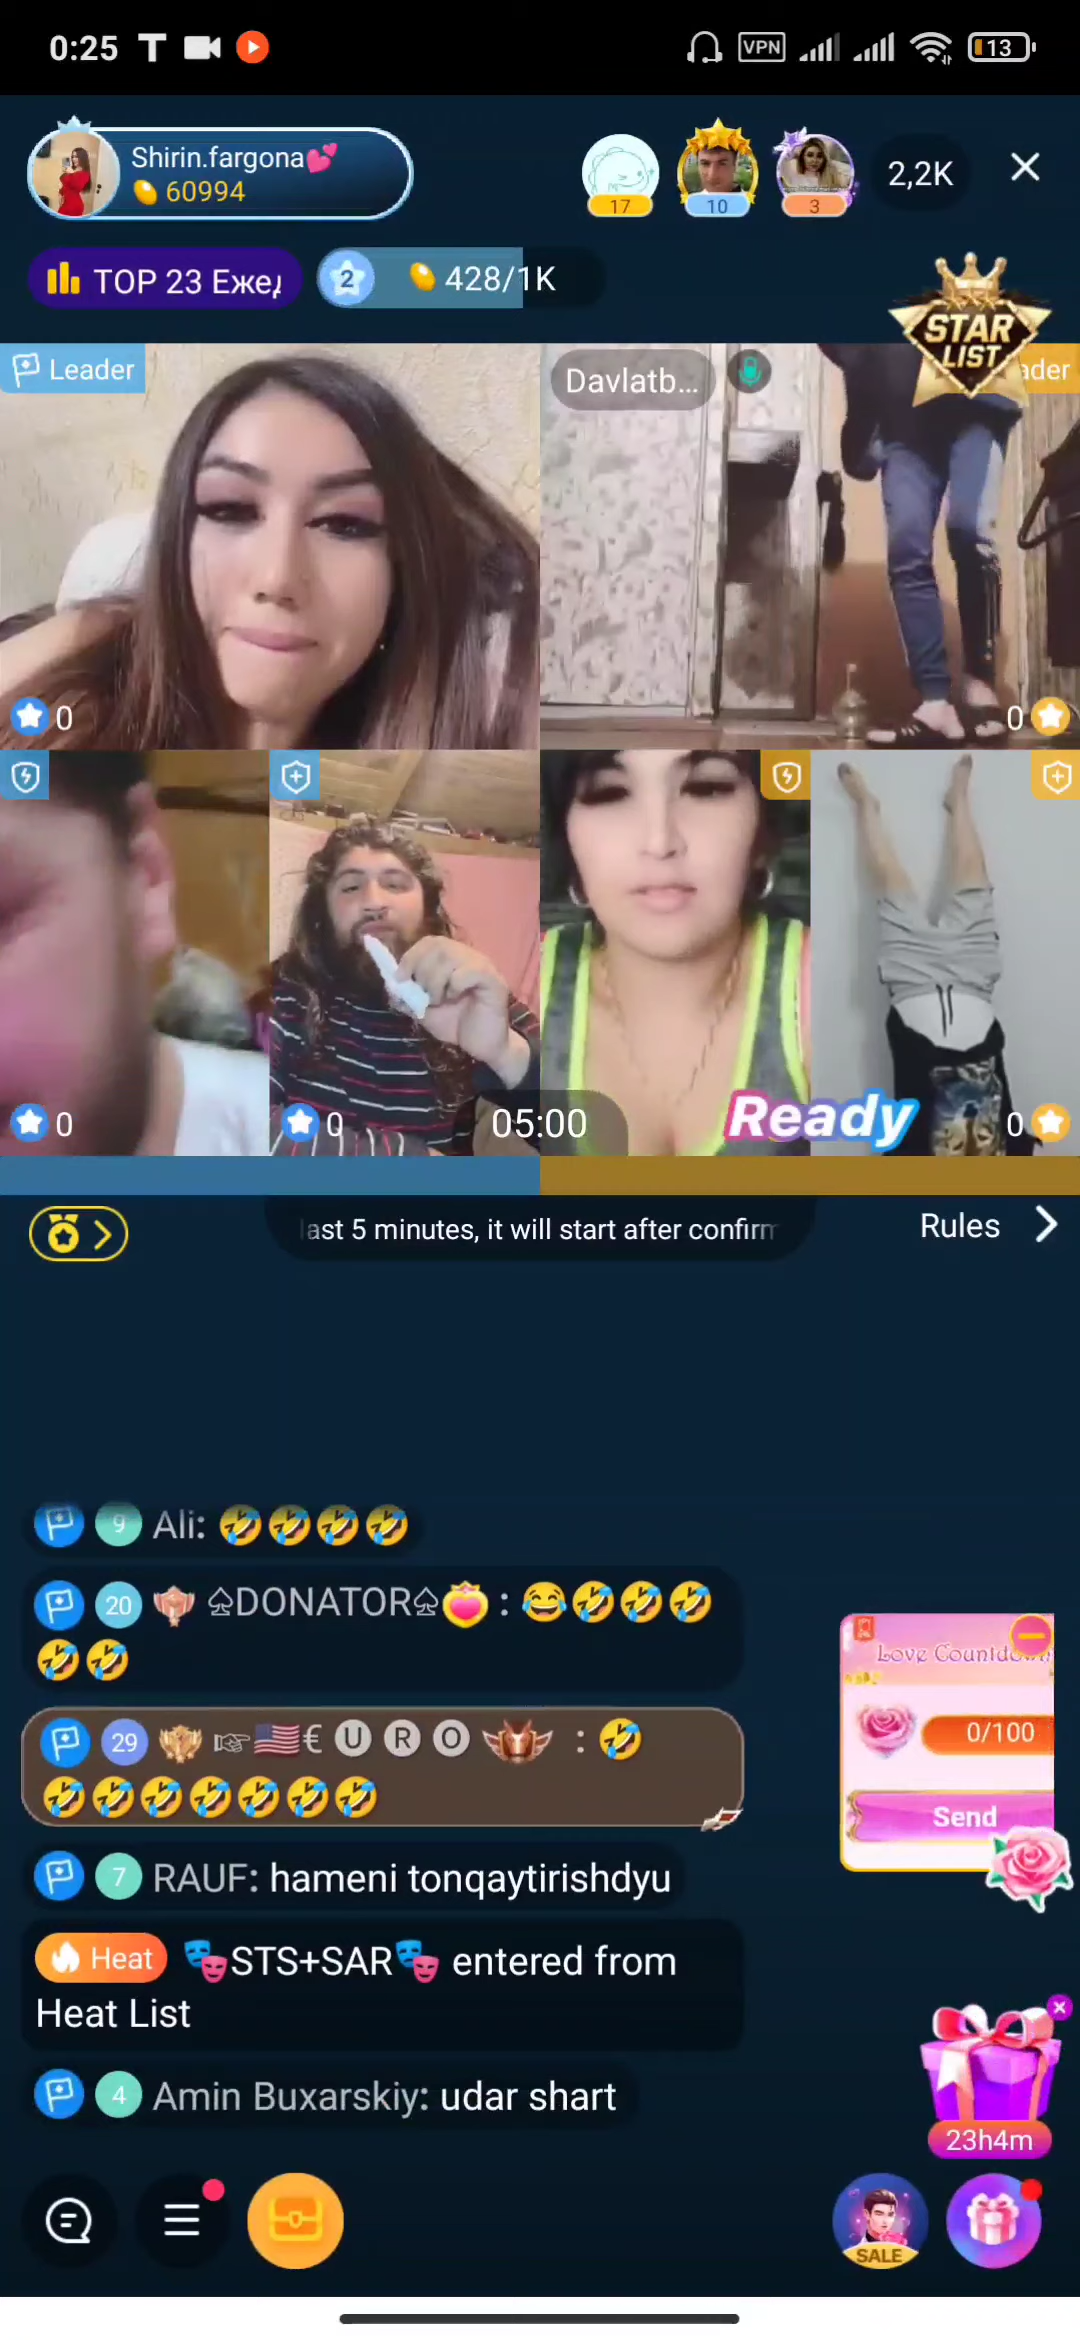 0:25
VPN
13
Shirin.fargona💕
60994
17
10
3
2,2K
TOP 23 Еже
2
428/1K
STAR
LIST
Leader
Davlatb...
ader
0
0
0
0
05:00
Ready
0
last 5 minutes, it will start after confirm
Rules
9 Ali: 🤣🤣🤣🤣
20 ♤DONATOR♤ : 😂🤣🤣🤣
🤣🤣
29 ☞🇺🇸€ 🅤 🅡 🅞 : 🤣
🤣🤣🤣🤣🤣🤣🤣
Love Countdown
0/100
Send
7 RAUF: hameni tonqaytirishdyu
Heat 🎭STS+SAR🎭 entered from
Heat List
4 Amin Buxarskiy: udar shart
23h4m
SALE